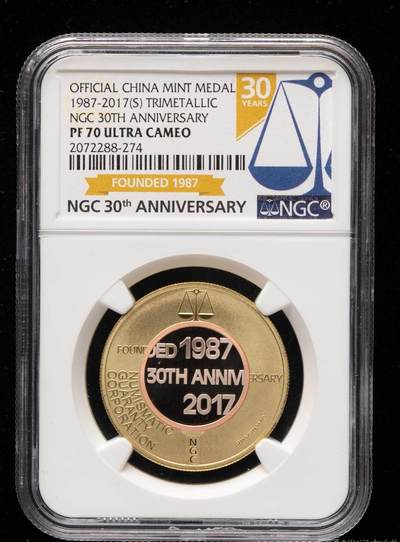 OFFICIAL CHINA MINT MEDAL
1987-2017(S) TRIMETALLIC
NGC 30TH ANNIVERSARY
PF 70 ULTRA CAMEO
2072288-274
30
YEARS
FOUNDED 1987
NGC 30th ANNIVERSARY
NGC®
FOUNDED 1987
30TH ANNIVERSARY
2017
NUMISMATIC
GUARANTY
CORPORATION
NGC